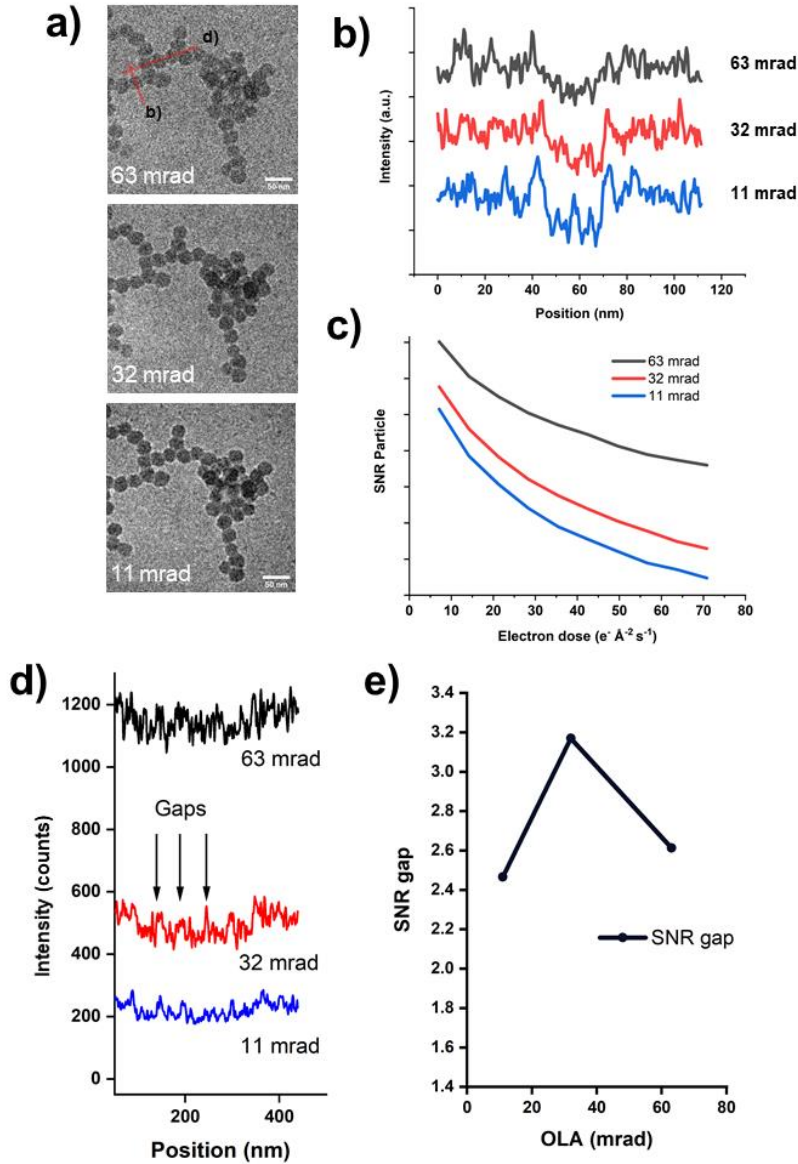 a)
d)
b)
63 mrad
50 nm
32 mrad
11 mrad
50 nm
b)
Intensity (a.u.)
63 mrad
32 mrad
11 mrad
0 20 40 60 80 100 120
Position (nm)
c)
SNR Particle
63 mrad
32 mrad
11 mrad
0 10 20 30 40 50 60 70 80
Electron dose (e⁻ Å⁻² s⁻¹)
d)
Intensity (counts)
1200
1000
800
600
400
200
0
63 mrad
Gaps
32 mrad
11 mrad
200 400
Position (nm)
e)
SNR gap
3.4
3.2
3.0
2.8
2.6
2.4
2.2
2.0
1.8
1.6
1.4
SNR gap
0 20 40 60 80
OLA (mrad)